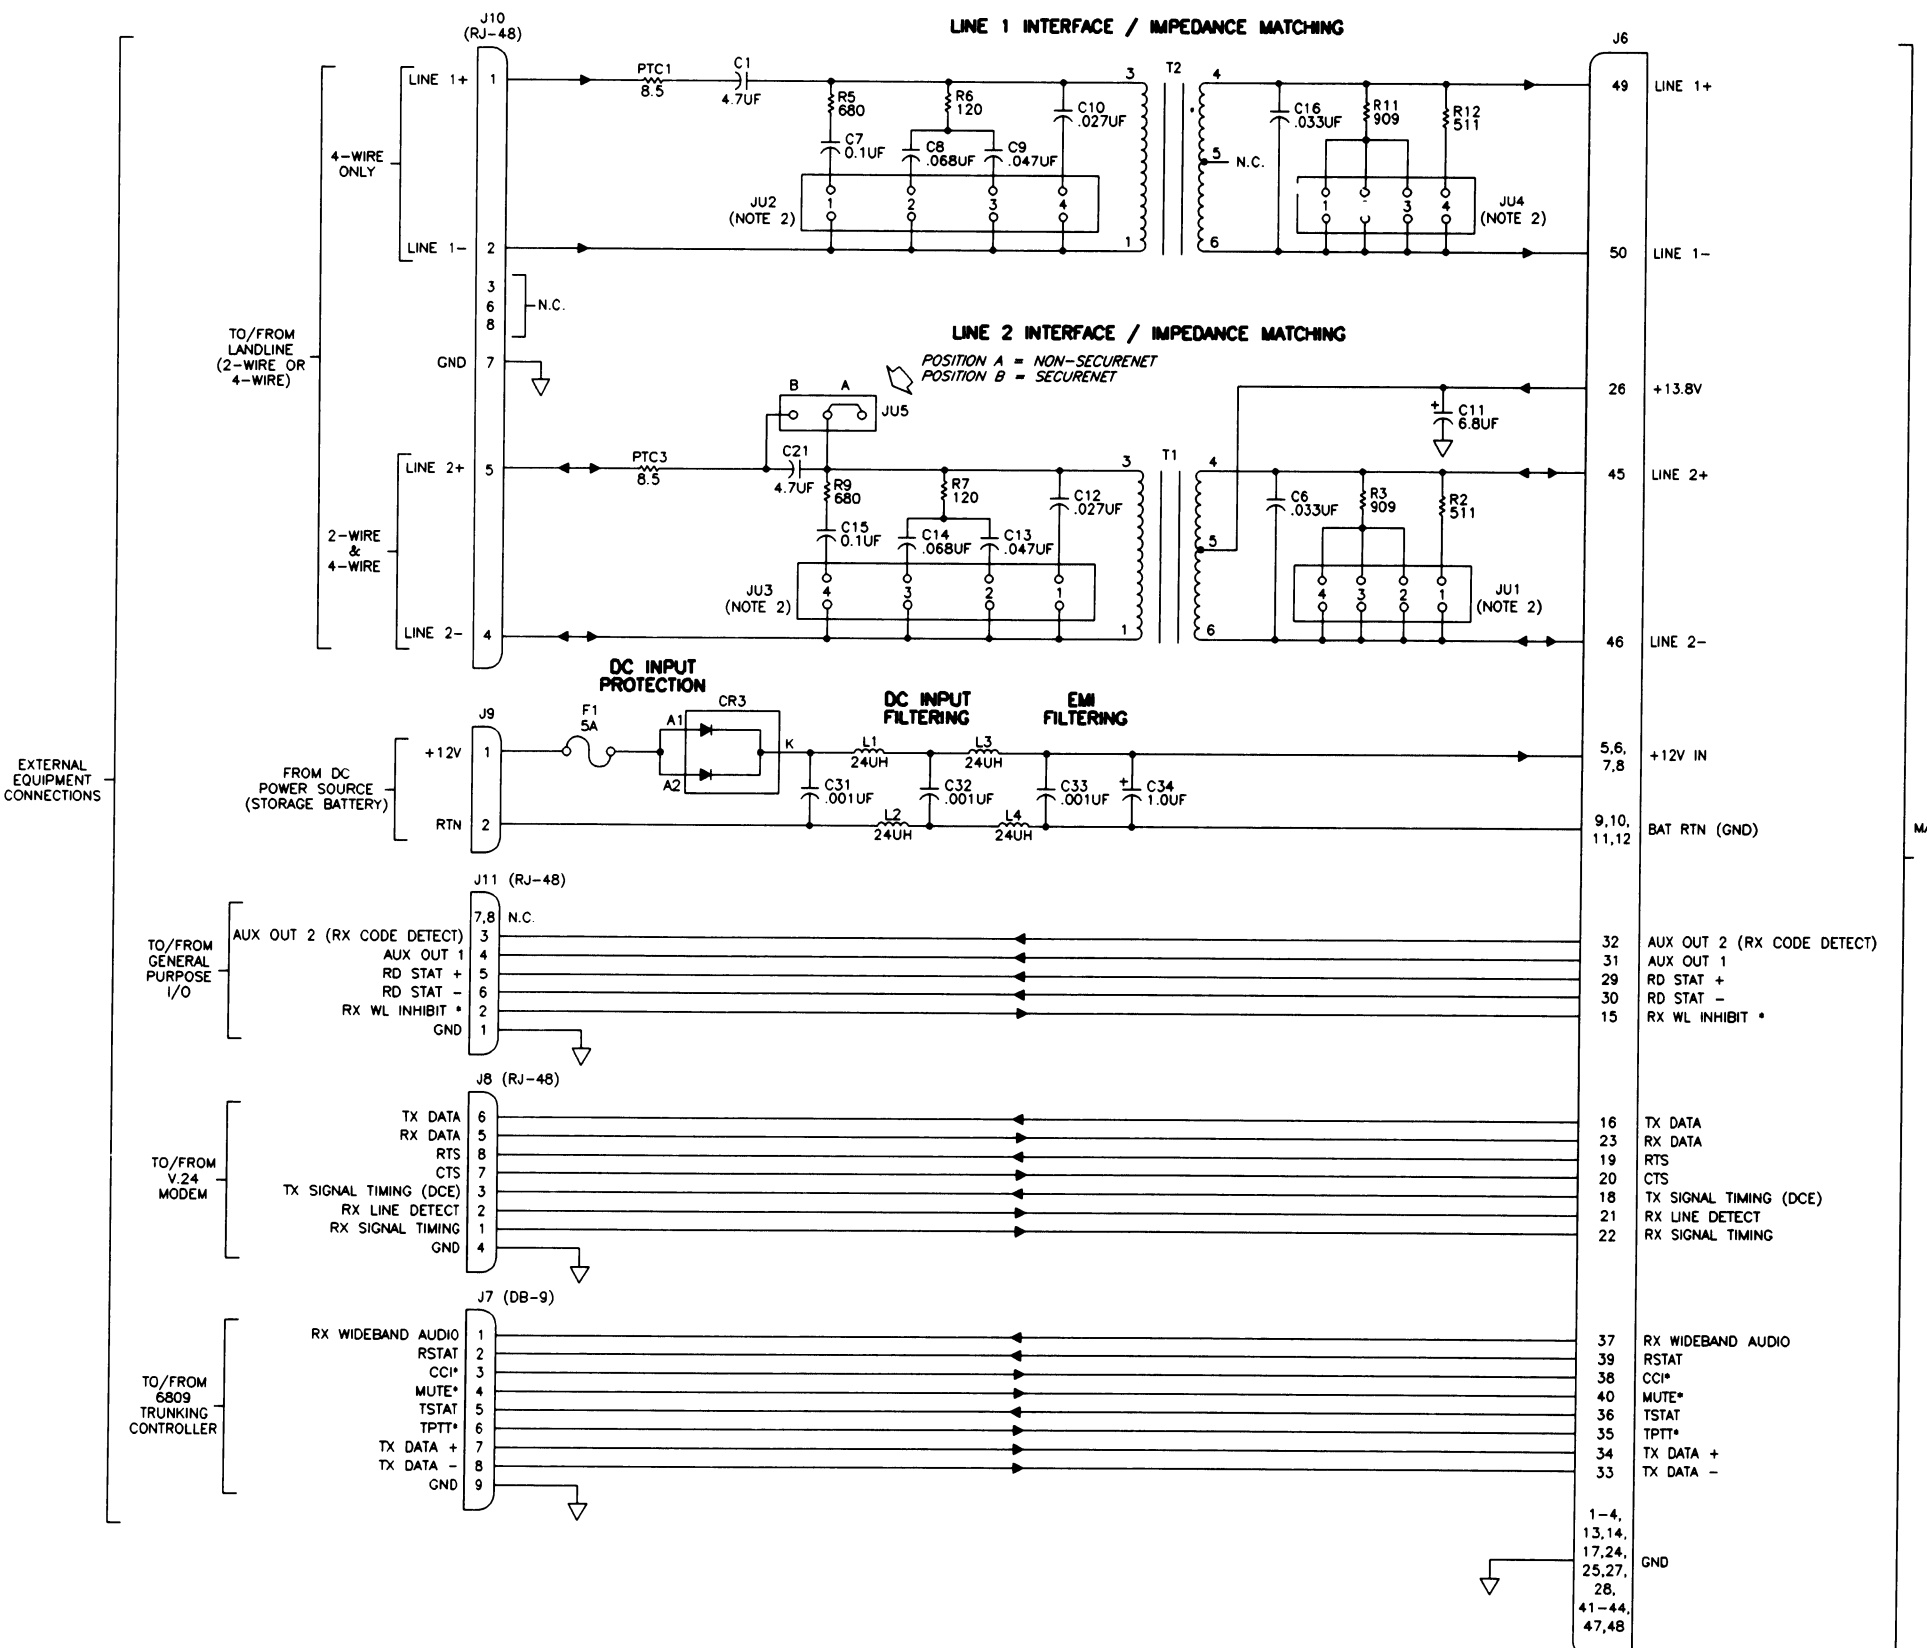 LINE 1 INTERFACE / IMPEDANCE MATCHING
J10
(RJ-48)
J6
LINE 1+
1
PTC1
8.5
C1
4.7UF
R5
680
C7
0.1UF
R6
120
C8
.068UF
C9
.047UF
C10
.027UF
JU2
(NOTE 2)
1
2
3
4
3
1
T2
4
5
N.C.
6
C16
.033UF
R11
909
R12
511
1
3
4
JU4
(NOTE 2)
49
LINE 1+
4-WIRE
ONLY
LINE 1-
2
50
LINE 1-
3
6
8
N.C.
GND
7
TO/FROM
LANDLINE
(2-WIRE OR
4-WIRE)
LINE 2 INTERFACE / IMPEDANCE MATCHING
POSITION A = NON-SECURENET
POSITION B = SECURENET
B
A
JU5
26
+13.8V
C11
6.8UF
+
LINE 2+
5
PTC3
8.5
C21
4.7UF
R9
680
C15
0.1UF
R7
120
C14
.068UF
C13
.047UF
C12
.027UF
JU3
(NOTE 2)
4
3
2
1
3
1
T1
4
5
6
C6
.033UF
R3
909
R2
511
4
3
2
1
JU1
(NOTE 2)
45
LINE 2+
2-WIRE
&
4-WIRE
LINE 2-
4
46
LINE 2-
DC INPUT
PROTECTION
DC INPUT
FILTERING
EMI
FILTERING
J9
+12V
1
F1
5A
CR3
A1
A2
K
L1
24UH
L3
24UH
C31
.001UF
C32
.001UF
C33
.001UF
+
C34
1.0UF
L2
24UH
L4
24UH
5,6,
7,8
+12V IN
FROM DC
POWER SOURCE
(STORAGE BATTERY)
RTN
2
9,10,
11,12
BAT RTN (GND)
EXTERNAL
EQUIPMENT
CONNECTIONS
J11 (RJ-48)
7,8 N.C.
TO/FROM
GENERAL
PURPOSE
I/O
AUX OUT 2 (RX CODE DETECT) 3
AUX OUT 1 4
RD STAT + 5
RD STAT - 6
RX WL INHIBIT * 2
GND 1
32 AUX OUT 2 (RX CODE DETECT)
31 AUX OUT 1
29 RD STAT +
30 RD STAT -
15 RX WL INHIBIT *
J8 (RJ-48)
TO/FROM
V.24
MODEM
TX DATA 6
RX DATA 5
RTS 8
CTS 7
TX SIGNAL TIMING (DCE) 3
RX LINE DETECT 2
RX SIGNAL TIMING 1
GND 4
16 TX DATA
23 RX DATA
19 RTS
20 CTS
18 TX SIGNAL TIMING (DCE)
21 RX LINE DETECT
22 RX SIGNAL TIMING
J7 (DB-9)
TO/FROM
6809
TRUNKING
CONTROLLER
RX WIDEBAND AUDIO 1
RSTAT 2
CCI* 3
MUTE* 4
TSTAT 5
TPTT* 6
TX DATA + 7
TX DATA - 8
GND 9
37 RX WIDEBAND AUDIO
39 RSTAT
38 CCI*
40 MUTE*
36 TSTAT
35 TPTT*
34 TX DATA +
33 TX DATA -
1-4,
13,14,
17,24,
25,27,
28,
41-44,
47,48
GND